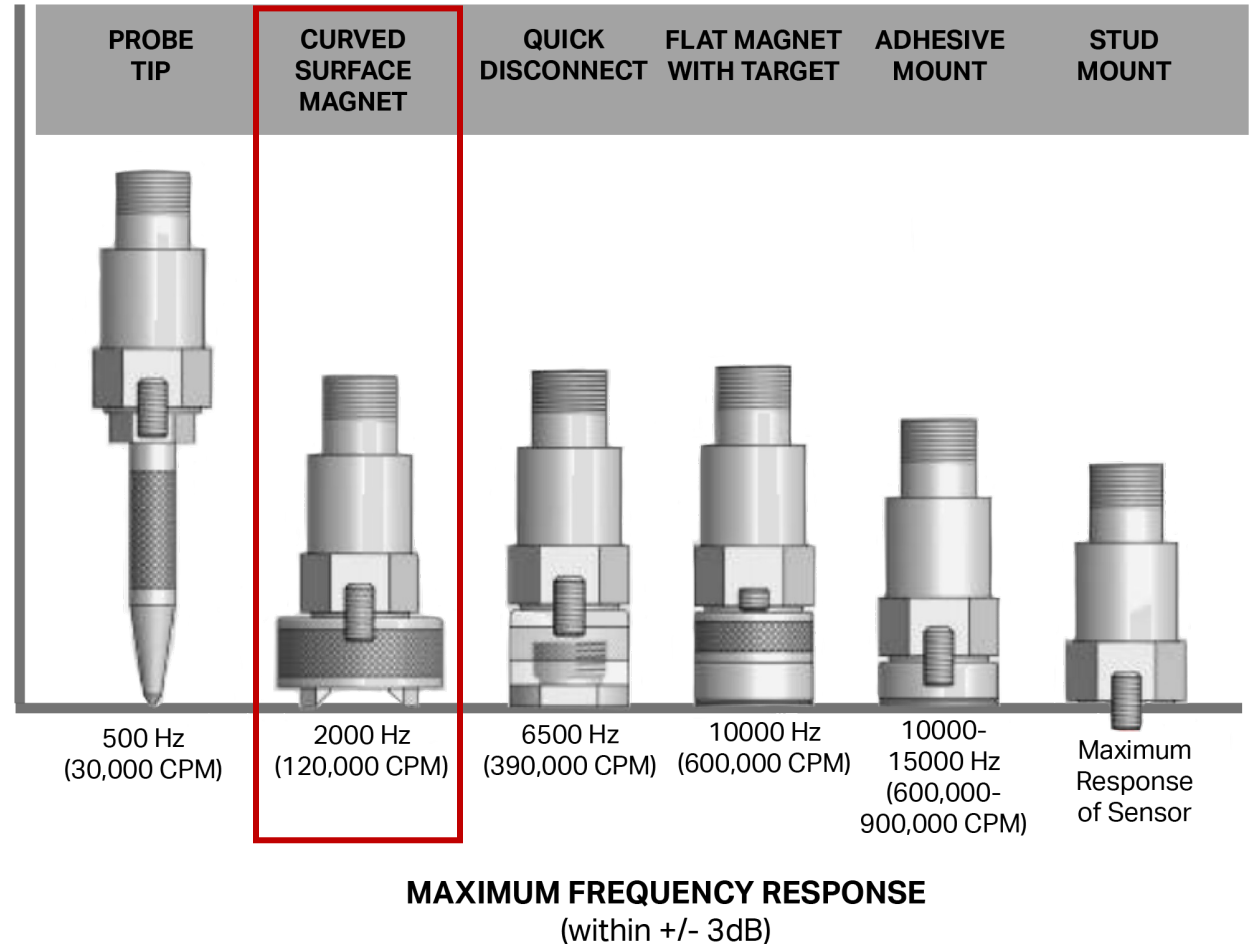 PROBE
TIP
CURVED
SURFACE
MAGNET
QUICK
DISCONNECT
FLAT MAGNET
WITH TARGET
ADHESIVE
MOUNT
STUD
MOUNT
500 Hz
(30,000 CPM)
2000 Hz
(120,000 CPM)
6500 Hz
(390,000 CPM)
10000 Hz
(600,000 CPM)
10000-
15000 Hz
(600,000-
900,000 CPM)
Maximum
Response
of Sensor
MAXIMUM FREQUENCY RESPONSE
(within +/- 3dB)